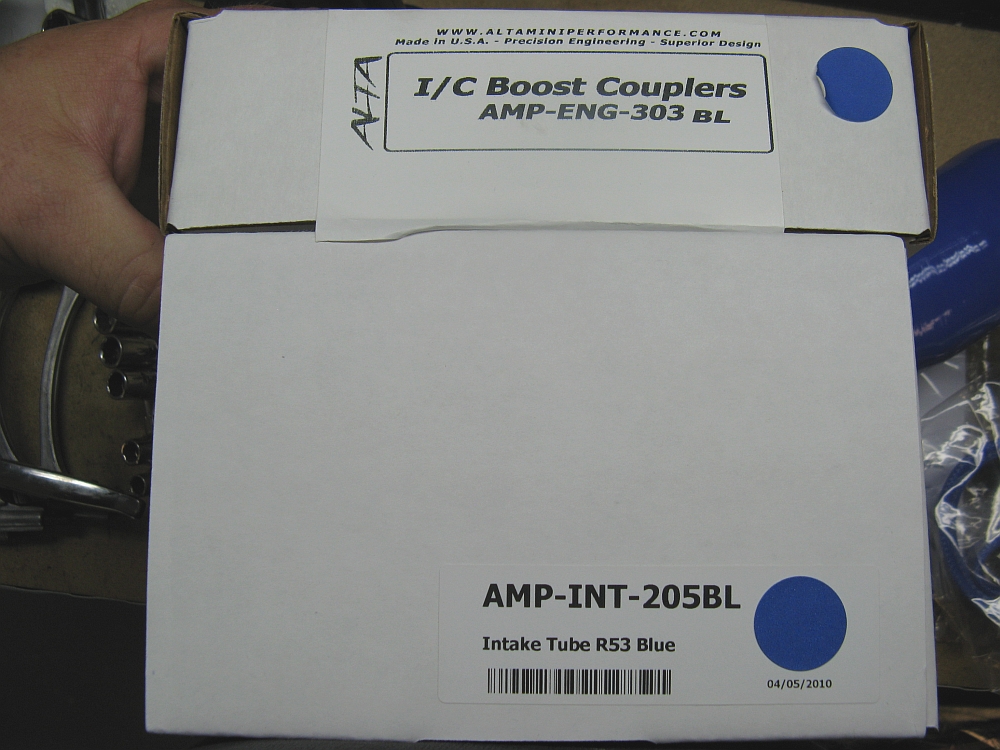 WWW.ALTAMINIPERFORMANCE.COM
Made in U.S.A. - Precision Engineering - Superior Design
ALTA
I/C Boost Couplers
AMP-ENG-303 BL
AMP-INT-205BL
Intake Tube R53 Blue
04/05/2010